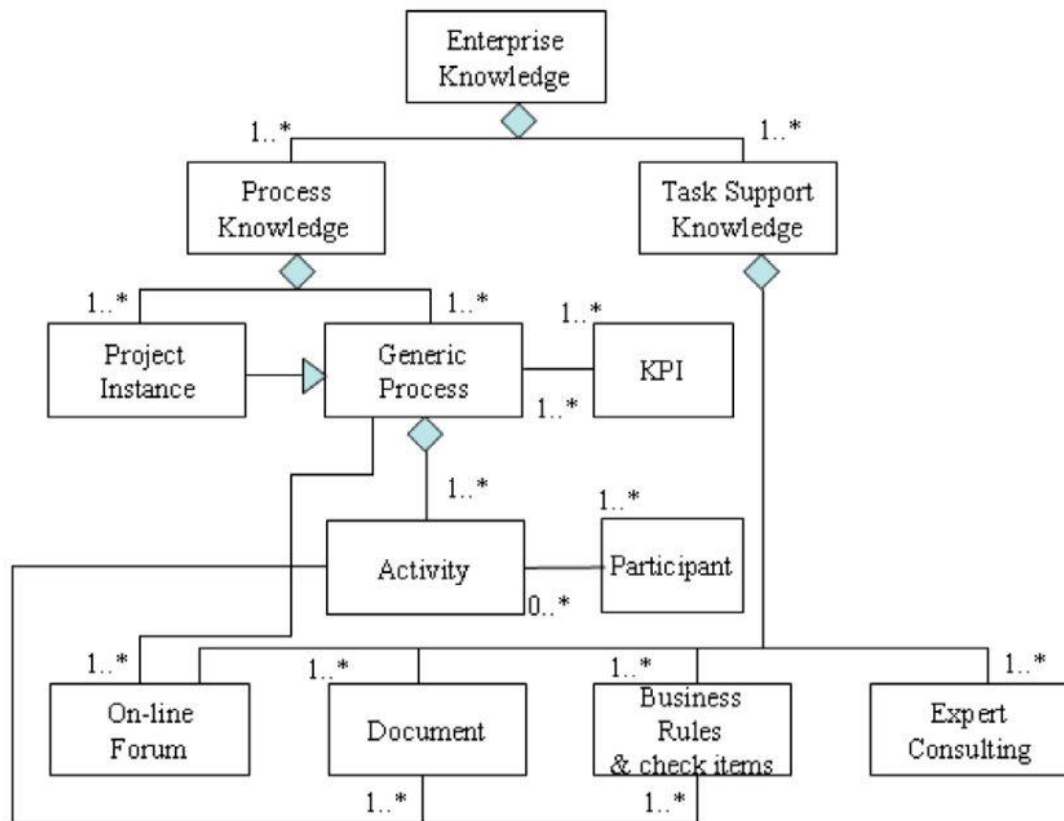 Enterprise
Knowledge
1..*
1..*
Process
Knowledge
Task Support
Knowledge
1..*
1..*
1..*
Project
Instance
Generic
Process
KPI
1..*
1..*
1..*
Activity
Participant
0..*
1..*
1..*
1..*
1..*
On-line
Forum
Document
Business
Rules
& check items
Expert
Consulting
1..*
1..*